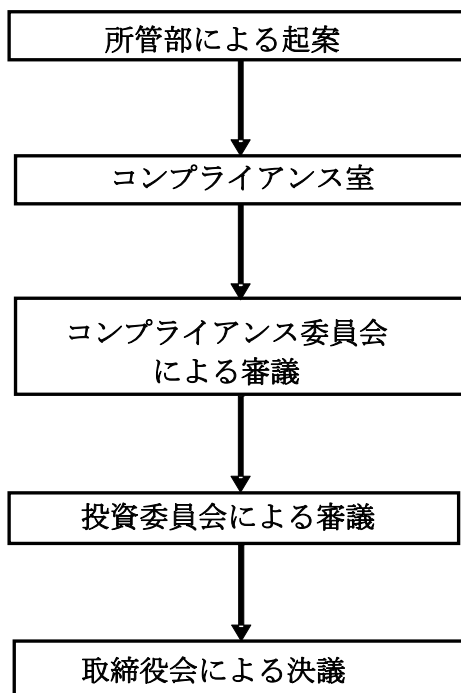 所管部による起案
コンプライアンス室
コンプライアンス委員会
による審議
投資委員会による審議
取締役会による決議